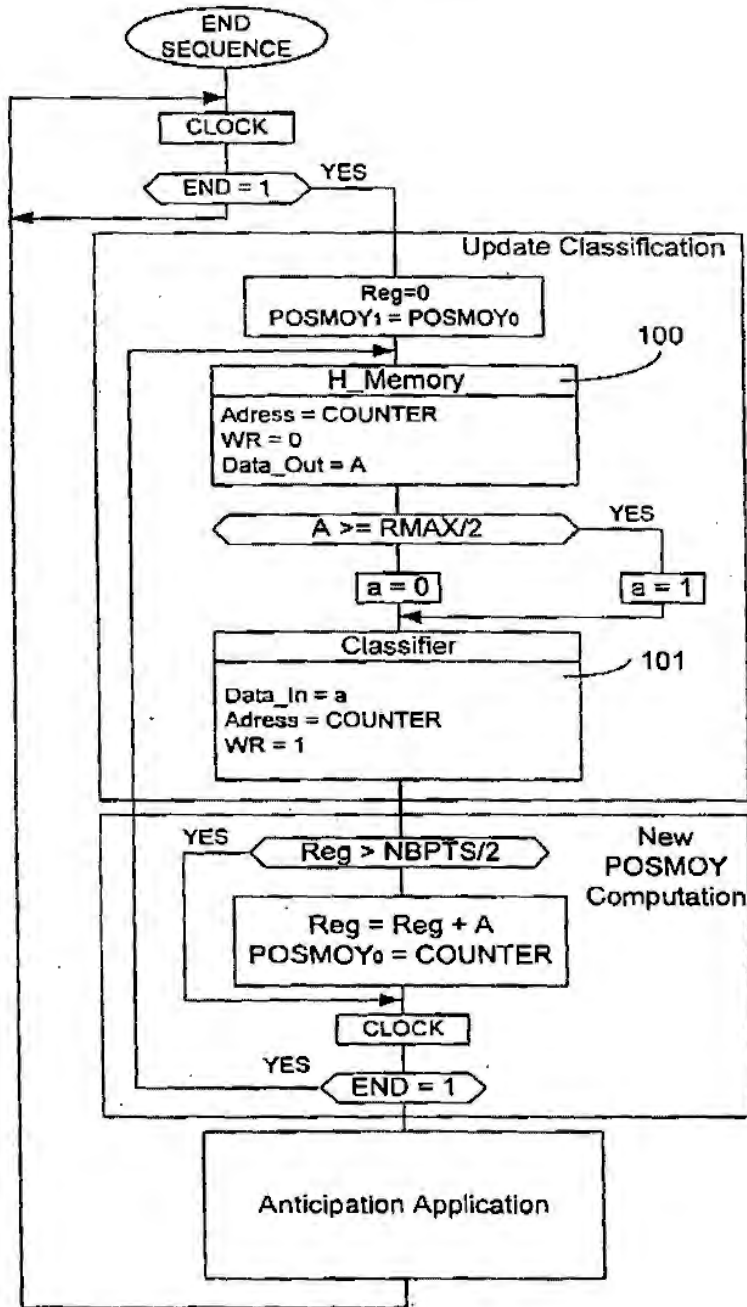 END
SEQUENCE
CLOCK
YES
END = 1
Update Classification
Reg=0
POSMOY₁ = POSMOY₀
100
H_Memory
Adress = COUNTER
WR = 0
Data_Out = A
A >= RMAX/2
YES
a = 0
a = 1
Classifier
101
Data_In = a
Adress = COUNTER
WR = 1
YES
Reg > NBPTS/2
New
POSMOY
Computation
Reg = Reg + A
POSMOY₀ = COUNTER
CLOCK
YES
END = 1
Anticipation Application